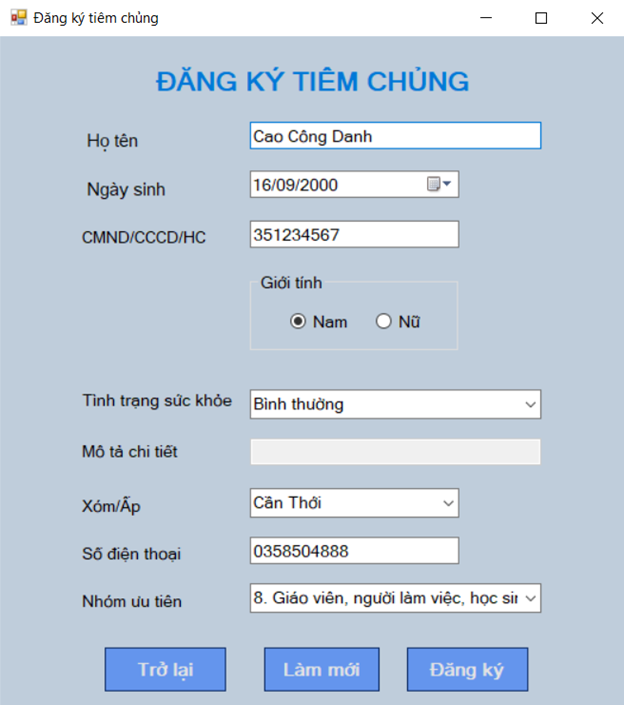 Đăng ký tiêm chủng
ĐĂNG KÝ TIÊM CHỦNG
Họ tên Cao Công Danh
Ngày sinh 16/09/2000
CMND/CCCD/HC 351234567
Giới tính
Nam Nữ
Tình trạng sức khỏe Bình thường
Mô tả chi tiết
Xóm/Ấp Cần Thới
Số điện thoại 0358504888
Nhóm ưu tiên 8. Giáo viên, người làm việc, học sin
Trở lại Làm mới Đăng ký